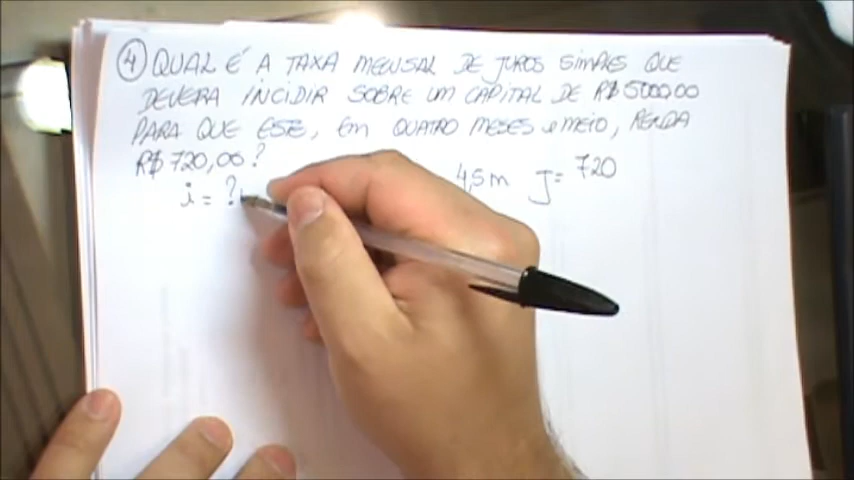 4 QUAL É A TAXA MENSAL DE JUROS SIMPLES QUE
DEVERÁ INCIDIR SOBRE UM CAPITAL DE R$ 5000,00
PARA QUE ESTE, EM QUATRO MESES e MEIO, RENDA
R$ 720,00?
i = ? 4,5 m J = 720